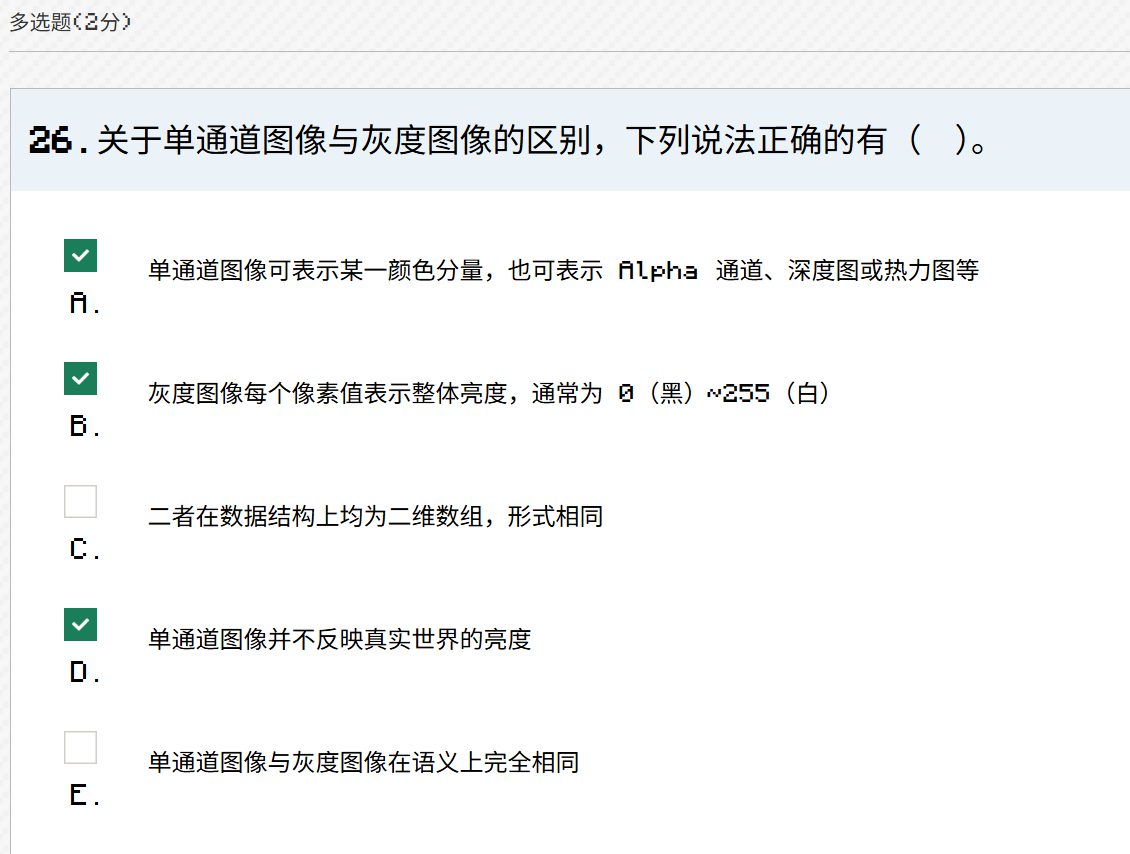 多选题(2分)
26.关于单通道图像与灰度图像的区别，下列说法正确的有（ ）。
单通道图像可表示某一颜色分量，也可表示 Alpha 通道、深度图或热力图等
A.
灰度图像每个像素值表示整体亮度，通常为 0（黑）~255（白）
B.
二者在数据结构上均为二维数组，形式相同
C.
单通道图像并不反映真实世界的亮度
D.
单通道图像与灰度图像在语义上完全相同
E.